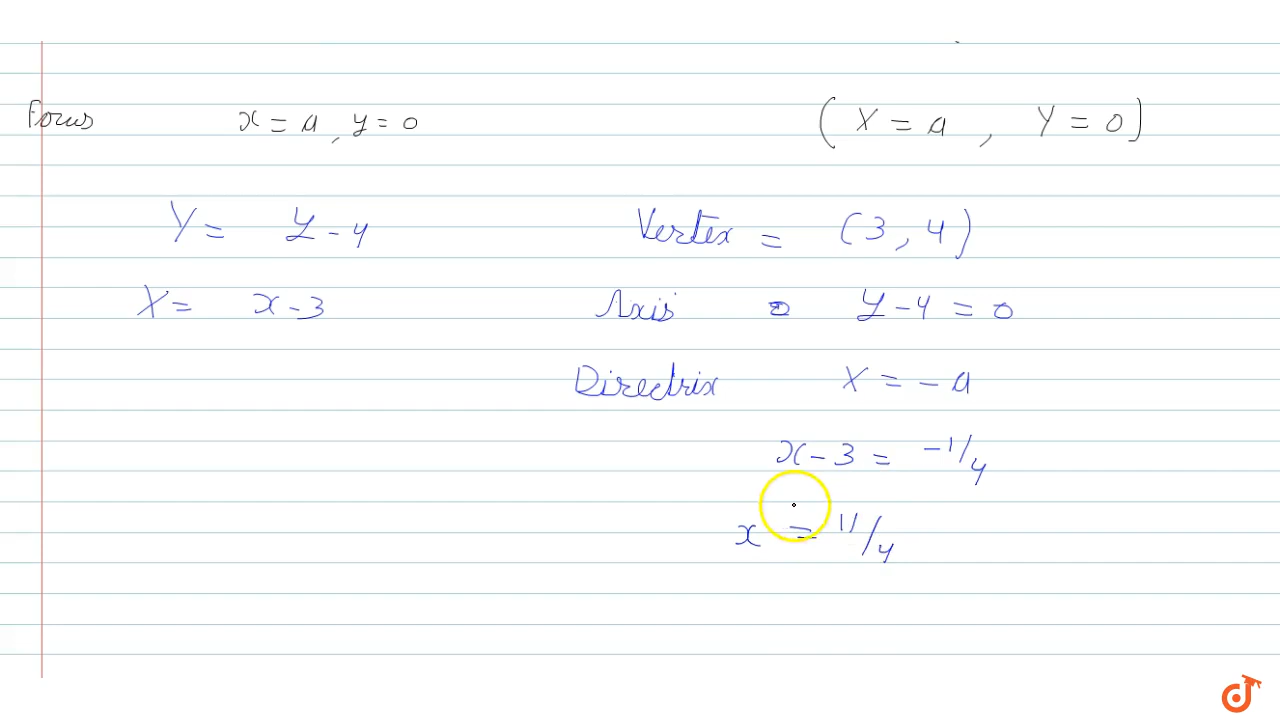 Focus x = a , y = 0 ( X = a , Y = 0 )
Y = y - 4 Vertex = (3, 4)
X = x - 3 Axis y - 4 = 0
Directrix X = - a
x - 3 = -1/4
x = 11/4